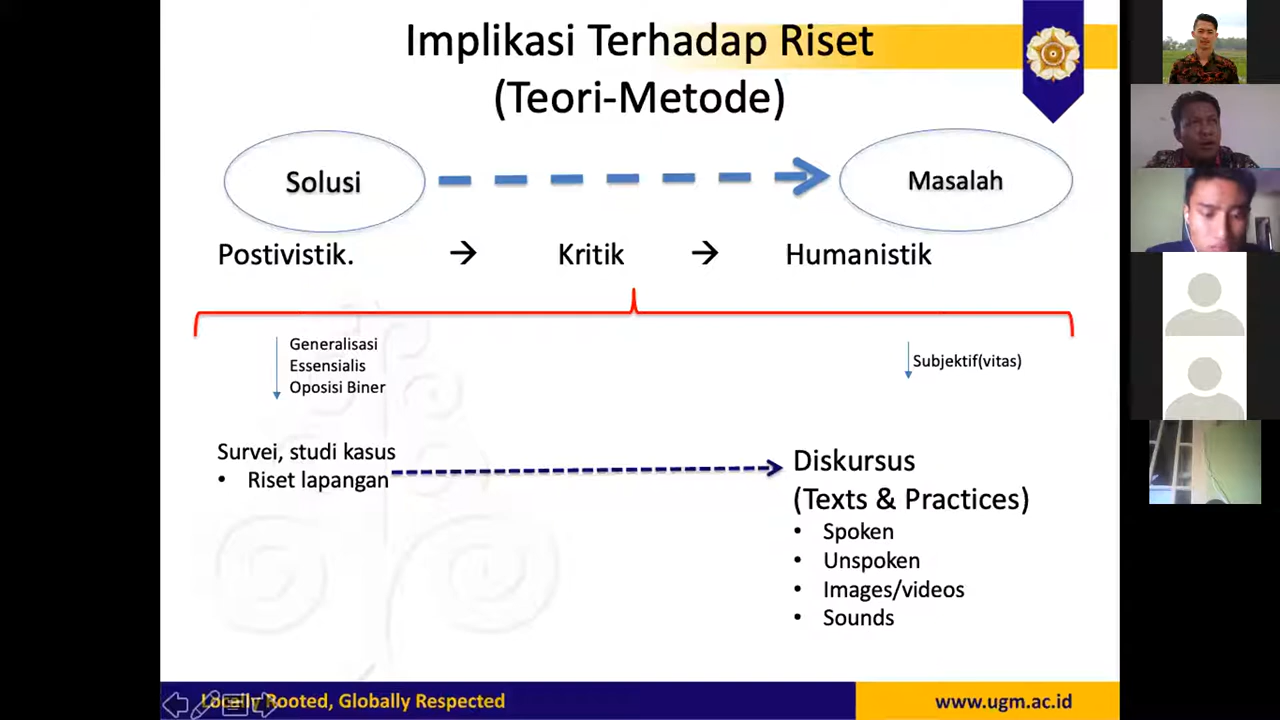 Implikasi Terhadap Riset
(Teori-Metode)
Solusi
Masalah
Postivistik. → Kritik → Humanistik
Generalisasi
Essensialis
Oposisi Biner
Subjektif(vitas)
Survei, studi kasus
• Riset lapangan
Diskursus
(Texts & Practices)
• Spoken
• Unspoken
• Images/videos
• Sounds
Locally Rooted, Globally Respected
www.ugm.ac.id